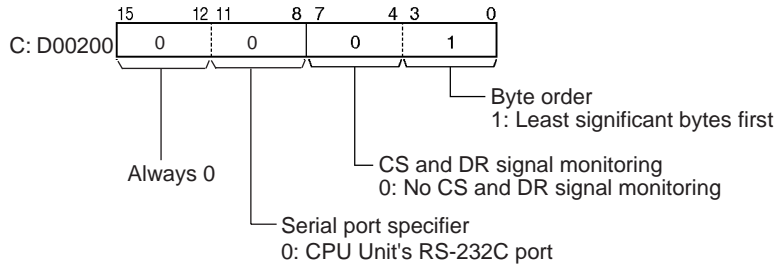 15 12 11 8 7 4 3 0
C: D00200 0 0 0 1
Byte order
1: Least significant bytes first
CS and DR signal monitoring
0: No CS and DR signal monitoring
Always 0
Serial port specifier
0: CPU Unit's RS-232C port